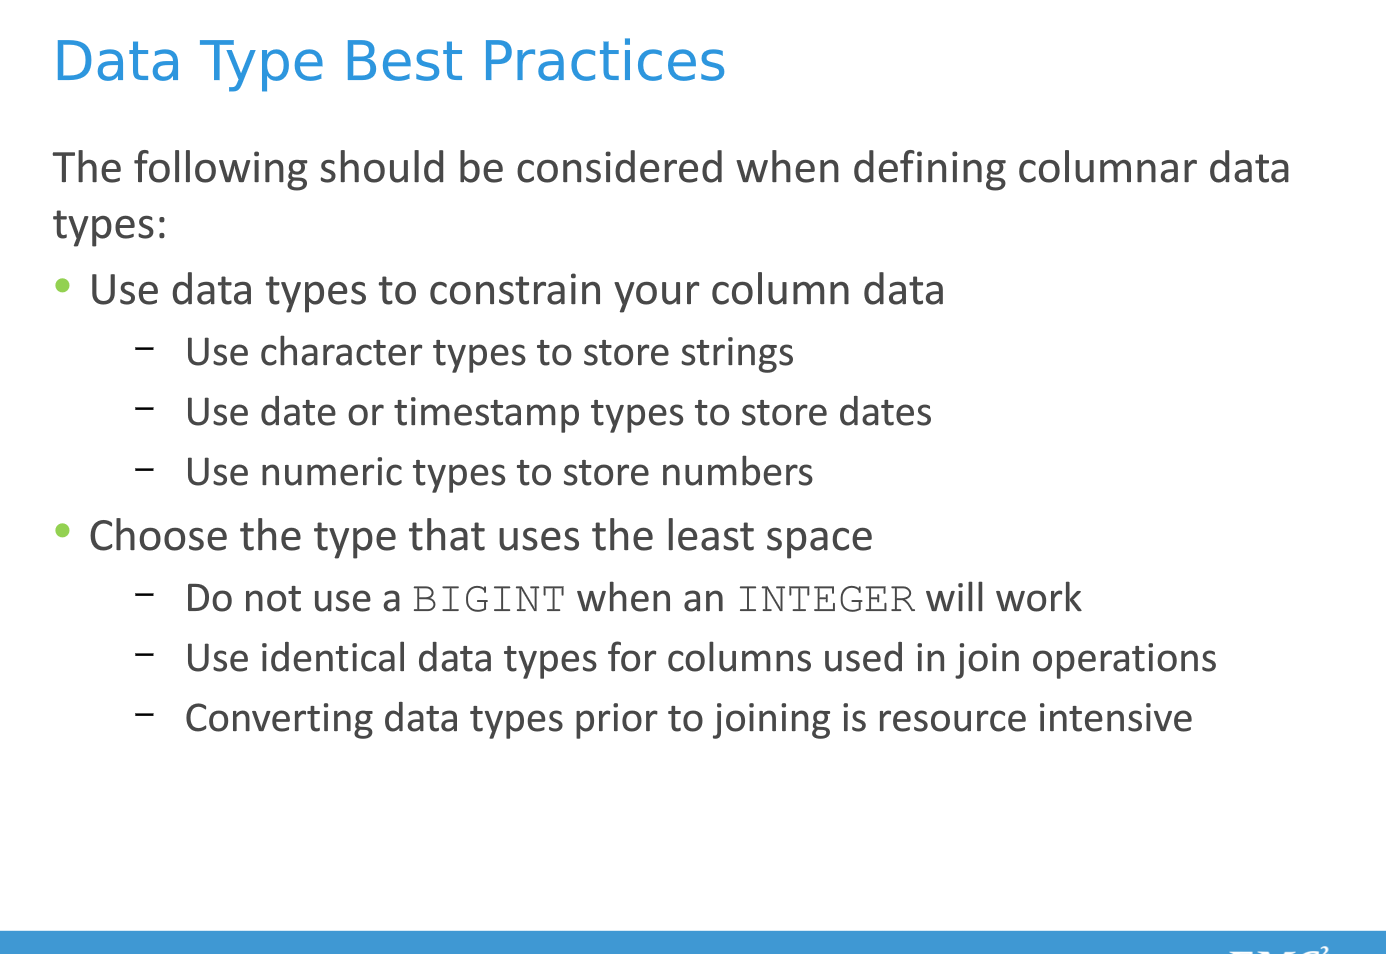 Data Type Best Practices
The following should be considered when defining columnar data
types:
• Use data types to constrain your column data
– Use character types to store strings
– Use date or timestamp types to store dates
– Use numeric types to store numbers
• Choose the type that uses the least space
– Do not use a BIGINT when an INTEGER will work
– Use identical data types for columns used in join operations
– Converting data types prior to joining is resource intensive